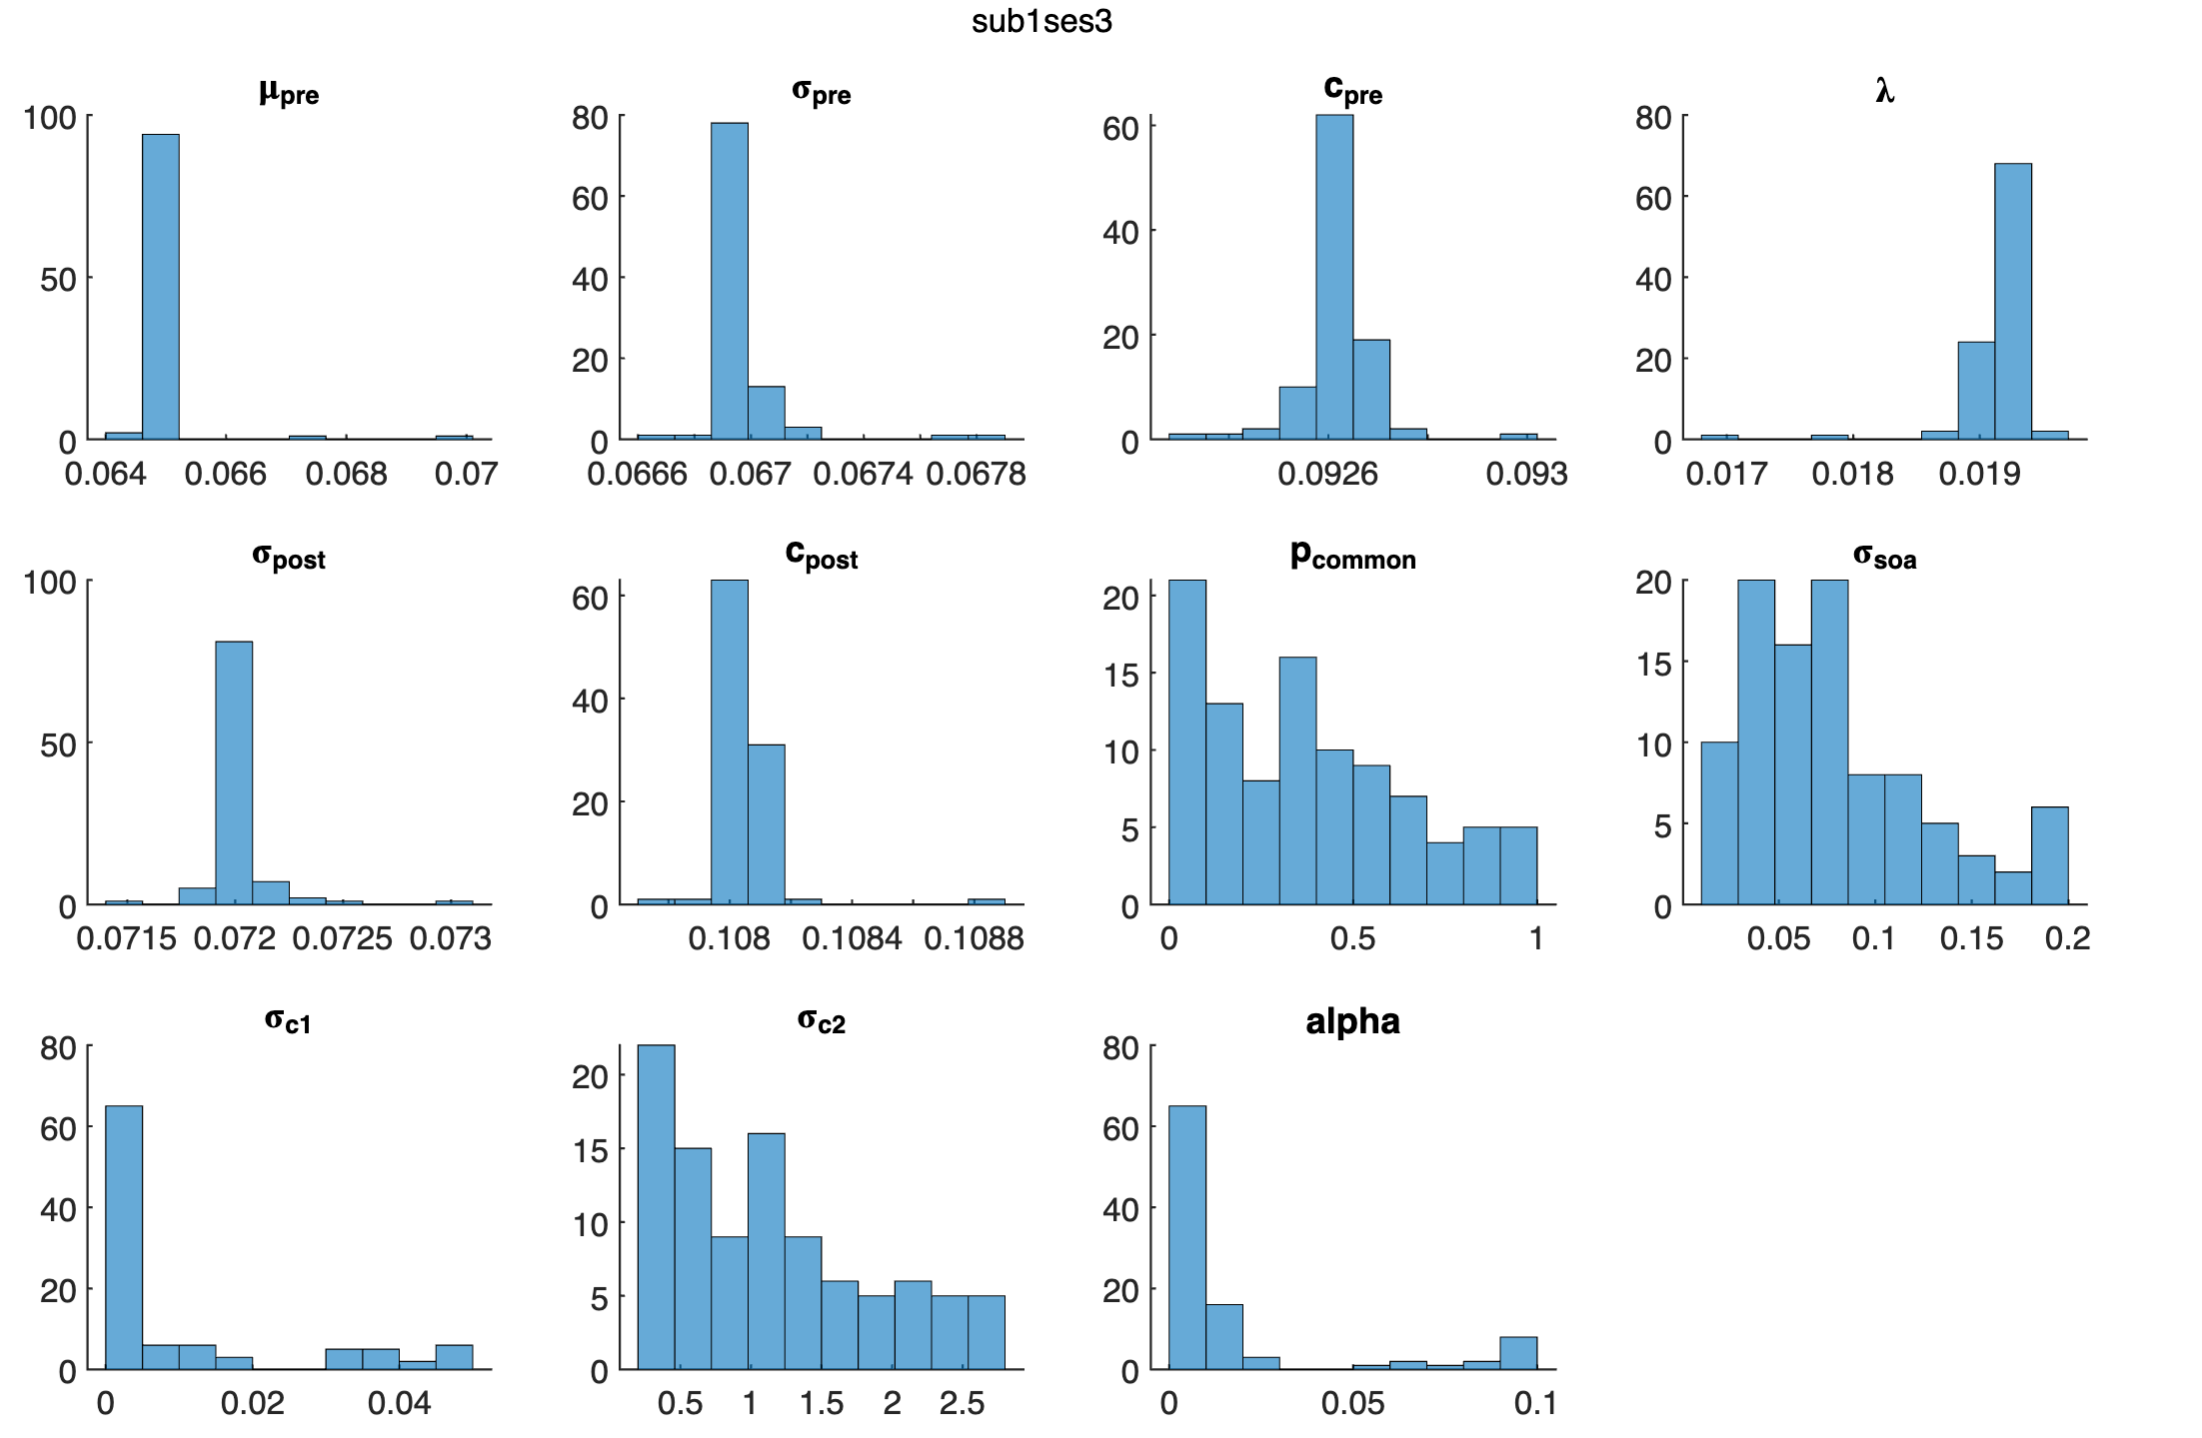 sub1ses3
μpre
σpre
cpre
λ
100
50
0
0.064 0.066 0.068 0.07
80
60
40
20
0
0.0666 0.067 0.0674 0.0678
60
40
20
0
0.0926 0.093
80
60
40
20
0
0.017 0.018 0.019
σpost
cpost
pcommon
σsoa
100
50
0
0.0715 0.072 0.0725 0.073
60
40
20
0
0.108 0.1084 0.1088
20
15
10
5
0
0 0.5 1
20
15
10
5
0
0.05 0.1 0.15 0.2
σc1
σc2
alpha
80
60
40
20
0
0 0.02 0.04
20
15
10
5
0
0.5 1 1.5 2 2.5
80
60
40
20
0
0 0.05 0.1